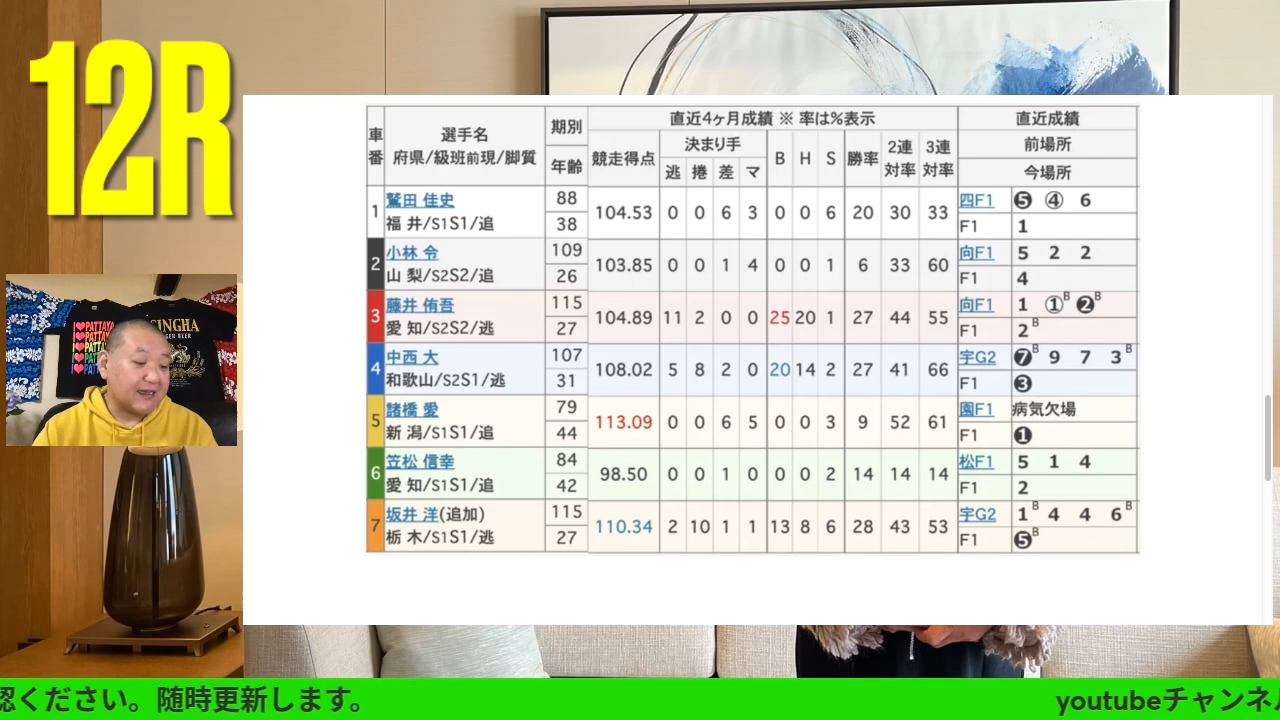 12R
I ❤ PATTAYA
SINGHA
車番 選手名 府県/級班前現/脚質 期別 年齢 競走得点 直近4ヶ月成績 ※ 率は%表示 直近成績
決まり手 B H S 勝率 2連対率 3連対率 前場所
逃 捲 差 マ 今場所
1 鷲田 佳史 88 104.53 0 0 6 3 0 0 6 20 30 33 四F1 ❺ ④ 6
福 井/S1S1/追 38 F1 1
2 小林 令 109 103.85 0 0 1 4 0 0 1 6 33 60 向F1 5 2 2
山 梨/S2S2/追 26 F1 4
3 藤井 侑吾 115 104.89 11 2 0 0 25 20 1 27 44 55 向F1 1 ①B ❷B
愛 知/S2S2/逃 27 F1 2B
4 中西 大 107 108.02 5 8 2 0 20 14 2 27 41 66 宇G2 ❼B 9 7 3B
和歌山/S2S1/逃 31 F1 ❸
5 諸橋 愛 79 113.09 0 0 6 5 0 0 3 9 52 61 園F1 病気欠場
新 潟/S1S1/追 44 F1 ❶
6 笠松 信幸 84 98.50 0 0 1 0 0 0 2 14 14 14 松F1 5 1 4
愛 知/S1S1/追 42 F1 2
7 坂井 洋(追加) 115 110.34 2 10 1 1 13 8 6 28 43 53 宇G2 1B 4 4 6B
栃 木/S1S1/逃 27 F1 ❺B
認ください。随時更新します。 youtubeチャンネル